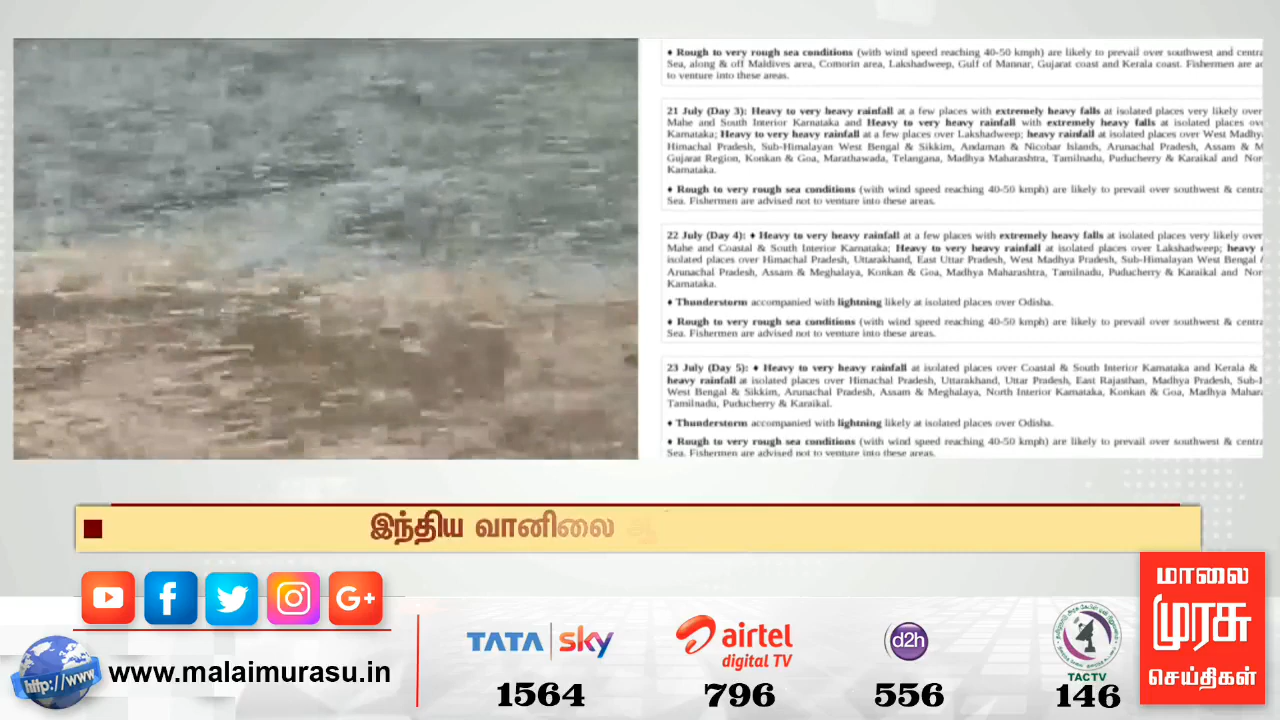 ♦ Rough to very rough sea conditions (with wind speed reaching 40-50 kmph) are likely to prevail over southwest and
Sea, along & off Maldives area, Comorin area, Lakshadweep, Gulf of Mannar, Gujarat coast and Kerala coast. Fishermen are
to venture into these areas.
21 July (Day 3): Heavy to very heavy rainfall at a few places with extremely heavy falls at isolated places very likely over
Mahe and South Interior Karnataka and Heavy to very heavy rainfall with extremely heavy falls at isolated places
Karnataka; Heavy to very heavy rainfall at a few places over Lakshadweep; heavy rainfall at isolated places over West
Himachal Pradesh, Sub-Himalayan West Bengal & Sikkim, Andaman & Nicobar Islands, Arunachal Pradesh, Assam &
Gujarat Region, Konkan & Goa, Marathawada, Telangana, Madhya Maharashtra, Tamilnadu, Puducherry & Karaikal and
Karnataka.
♦ Rough to very rough sea conditions (with wind speed reaching 40-50 kmph) are likely to prevail over southwest &
Sea. Fishermen are advised not to venture into these areas.
22 July (Day 4): ♦ Heavy to very heavy rainfall at a few places with extremely heavy falls at isolated places very likely over
Mahe and Coastal & South Interior Karnataka; Heavy to very heavy rainfall at isolated places over Lakshadweep; heavy
isolated places over Himachal Pradesh, Uttarakhand, East Uttar Pradesh, West Madhya Pradesh, Sub-Himalayan West Bengal
Arunachal Pradesh, Assam & Meghalaya, Konkan & Goa, Madhya Maharashtra, Tamilnadu, Puducherry & Karaikal and
Karnataka.
♦ Thunderstorm accompanied with lightning likely at isolated places over Odisha.
♦ Rough to very rough sea conditions (with wind speed reaching 40-50 kmph) are likely to prevail over southwest &
Sea. Fishermen are advised not to venture into these areas.
23 July (Day 5): ♦ Heavy to very heavy rainfall at isolated places over Coastal & South Interior Karnataka and Kerala &
heavy rainfall at isolated places over Himachal Pradesh, Uttarakhand, Uttar Pradesh, East Rajasthan, Madhya Pradesh,
West Bengal & Sikkim, Arunachal Pradesh, Assam & Meghalaya, North Interior Karnataka, Konkan & Goa, Madhya
Tamilnadu, Puducherry & Karaikal.
♦ Thunderstorm accompanied with lightning likely at isolated places over Odisha.
♦ Rough to very rough sea conditions (with wind speed reaching 40-50 kmph) are likely to prevail over southwest &
Sea. Fishermen are advised not to venture into these areas.
இந்திய வானிலை
http://www
www.malaimurasu.in
TATA sky
1564
airtel
digital TV
796
d2h
556
TACTV
146
மாலை
முரசு
செய்திகள்